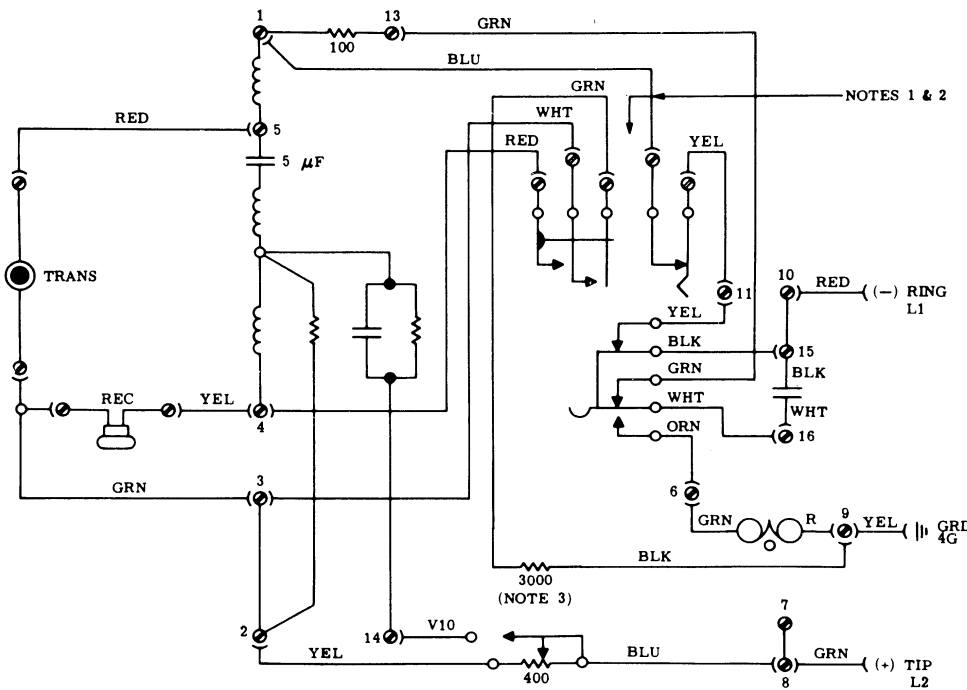 1
13
GRN
100
BLU
GRN
NOTES 1 & 2
WHT
RED
RED
5
5 μF
YEL
TRANS
10
RED
(−) RING
L1
11
YEL
BLK
15
GRN
BLK
WHT
WHT
REC
YEL
4
ORN
16
3
GRN
6
GRN
R
9
YEL
GRD
4G
BLK
3000
(NOTE 3)
7
2
14
V10
YEL
400
BLU
8
GRN
(+) TIP
L2